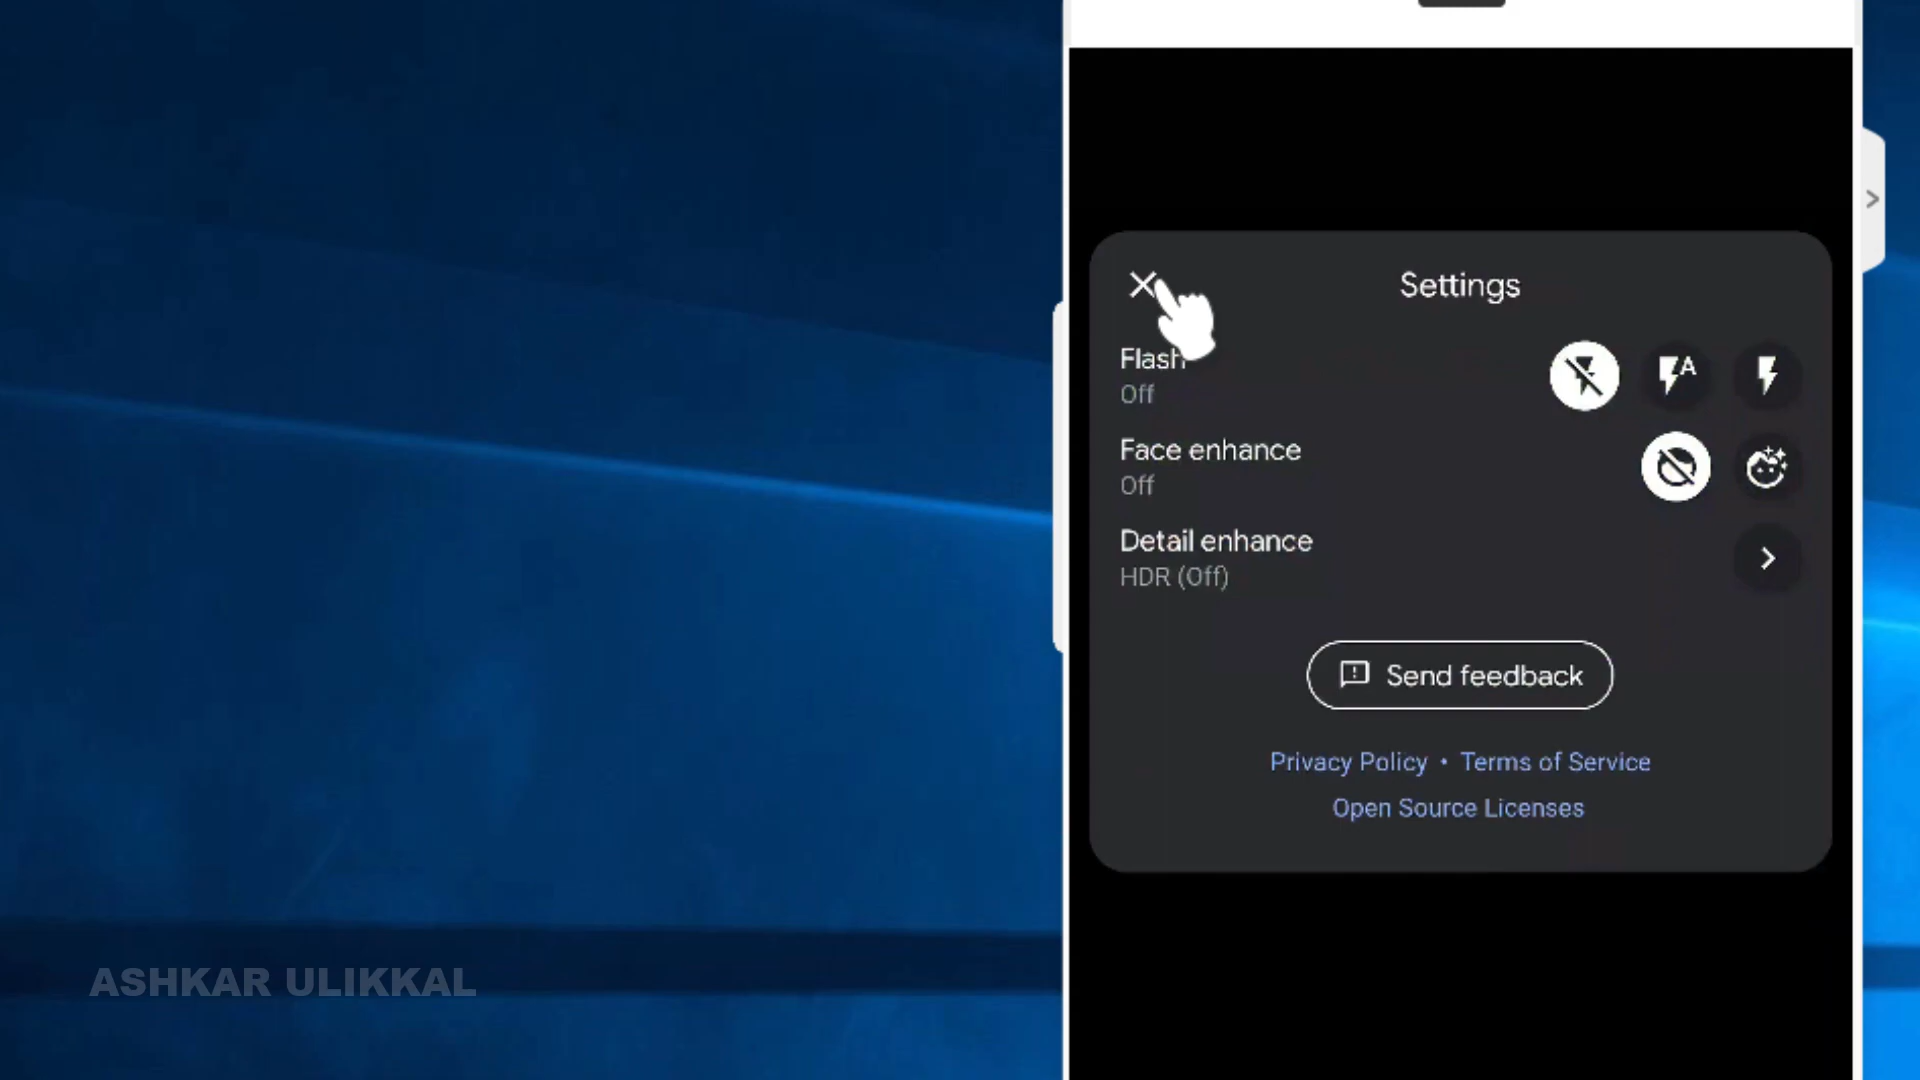 Settings
Flash
Off
Face enhance
Off
Detail enhance
HDR (Off)
Send feedback
Privacy Policy • Terms of Service
Open Source Licenses
ASHKAR ULIKKAL